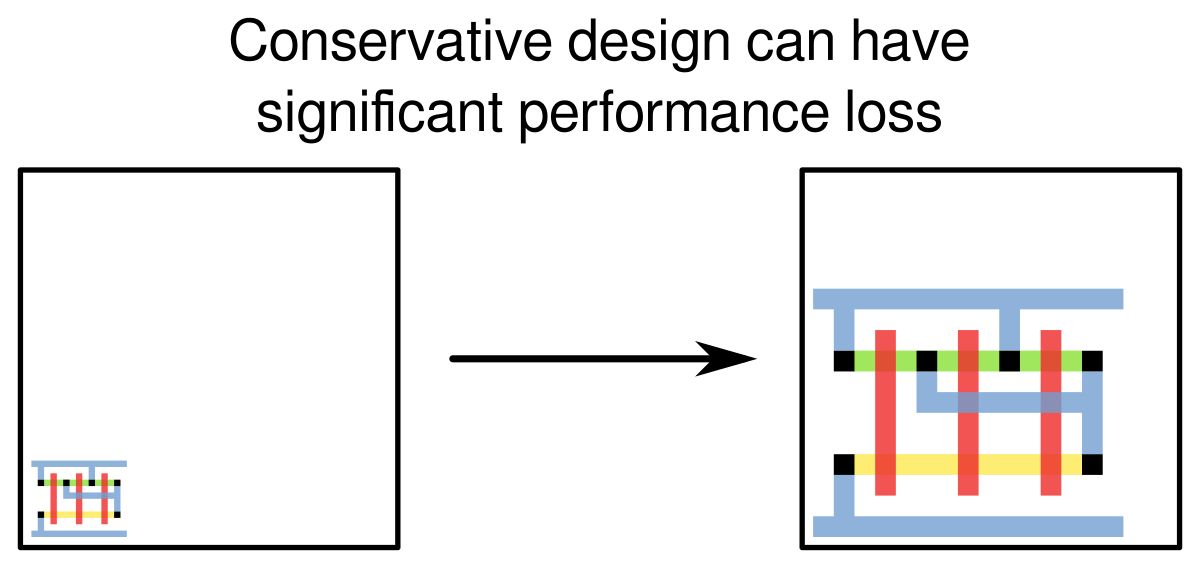 Conservative design can have
significant performance loss